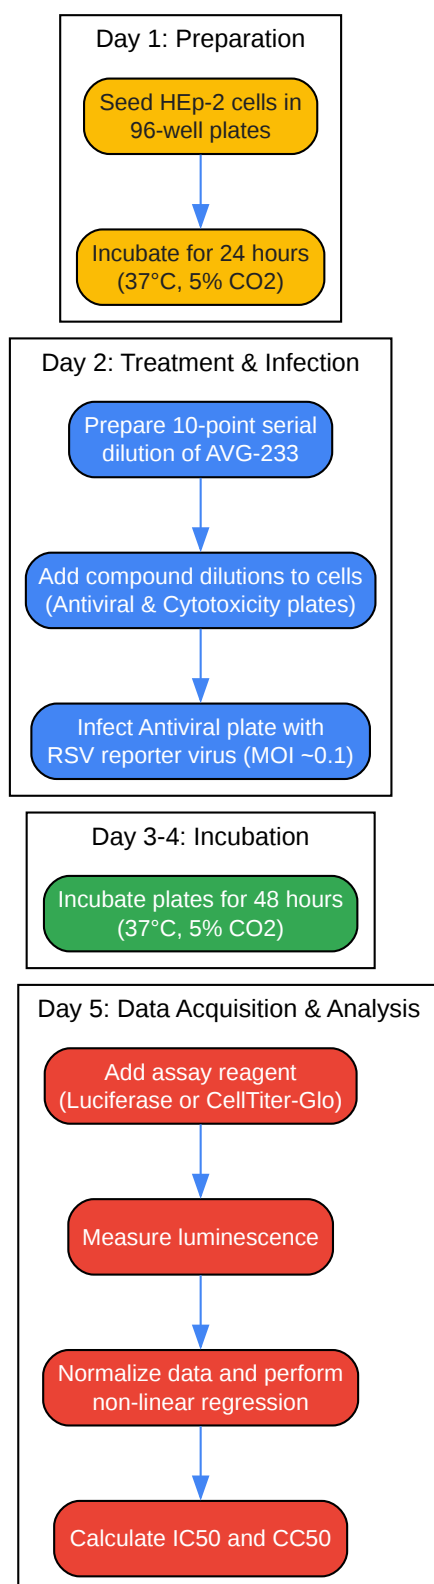 Day 1: Preparation
Seed HEp-2 cells in
96-well plates
Incubate for 24 hours
(37°C, 5% CO2)
Day 2: Treatment & Infection
Prepare 10-point serial
dilution of AVG-233
Add compound dilutions to cells
(Antiviral & Cytotoxicity plates)
Infect Antiviral plate with
RSV reporter virus (MOI ~0.1)
Day 3-4: Incubation
Incubate plates for 48 hours
(37°C, 5% CO2)
Day 5: Data Acquisition & Analysis
Add assay reagent
(Luciferase or CellTiter-Glo)
Measure luminescence
Normalize data and perform
non-linear regression
Calculate IC50 and CC50